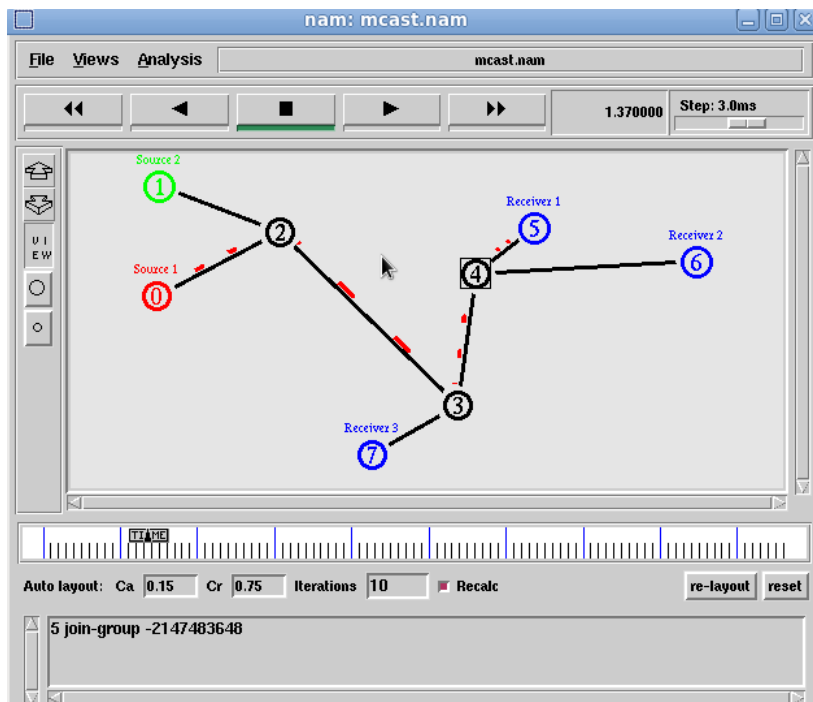 nam: mcast.nam
File Views Analysis mcast.nam
1.370000 Step: 3.0ms
Source 2
1
Receiver 1
5
VIEW
2
Receiver 2
6
Source 1
0
4
3
Receiver 3
7
TIME
Auto layout: Ca 0.15 Cr 0.75 Iterations 10 Recalc re-layout reset
5 join-group -2147483648